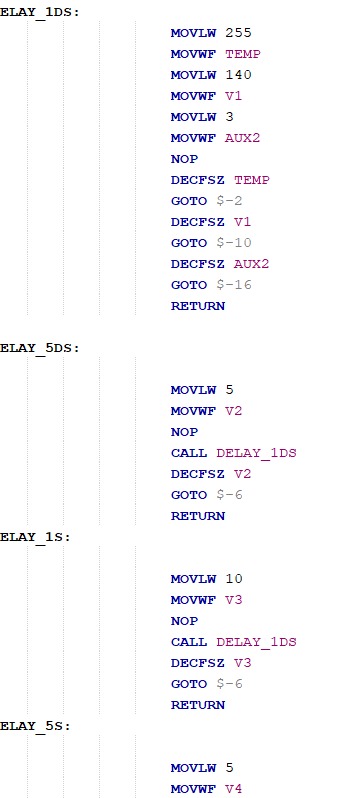 ELAY_1DS:
MOVLW 255
MOVWF TEMP
MOVLW 140
MOVWF V1
MOVLW 3
MOVWF AUX2
NOP
DECFSZ TEMP
GOTO $-2
DECFSZ V1
GOTO $-10
DECFSZ AUX2
GOTO $-16
RETURN
ELAY_5DS:
MOVLW 5
MOVWF V2
NOP
CALL DELAY_1DS
DECFSZ V2
GOTO $-6
RETURN
ELAY_1S:
MOVLW 10
MOVWF V3
NOP
CALL DELAY_1DS
DECFSZ V3
GOTO $-6
RETURN
ELAY_5S:
MOVLW 5
MOVWF V4